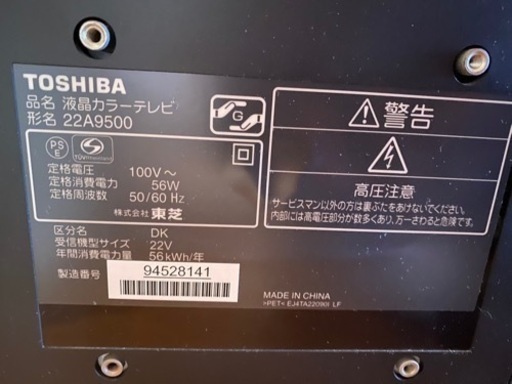 TOSHIBA
品名 液晶カラーテレビ
形名 22A9500
G
PS
E
TÜVRheinland
定格電圧 100V～
定格消費電力 56W
定格周波数 50/60 Hz
株式会社 東芝
区分名 DK
受信機型サイズ 22V
年間消費電力量 56kWh/年
製造番号 94528141
警告
高圧注意
サービスマン以外の方は裏ぶたをあけないでください。
内部には高電圧部分が数多くあり、万一さわると危険です。
MADE IN CHINA
>PET< EJ4TA22090I LF